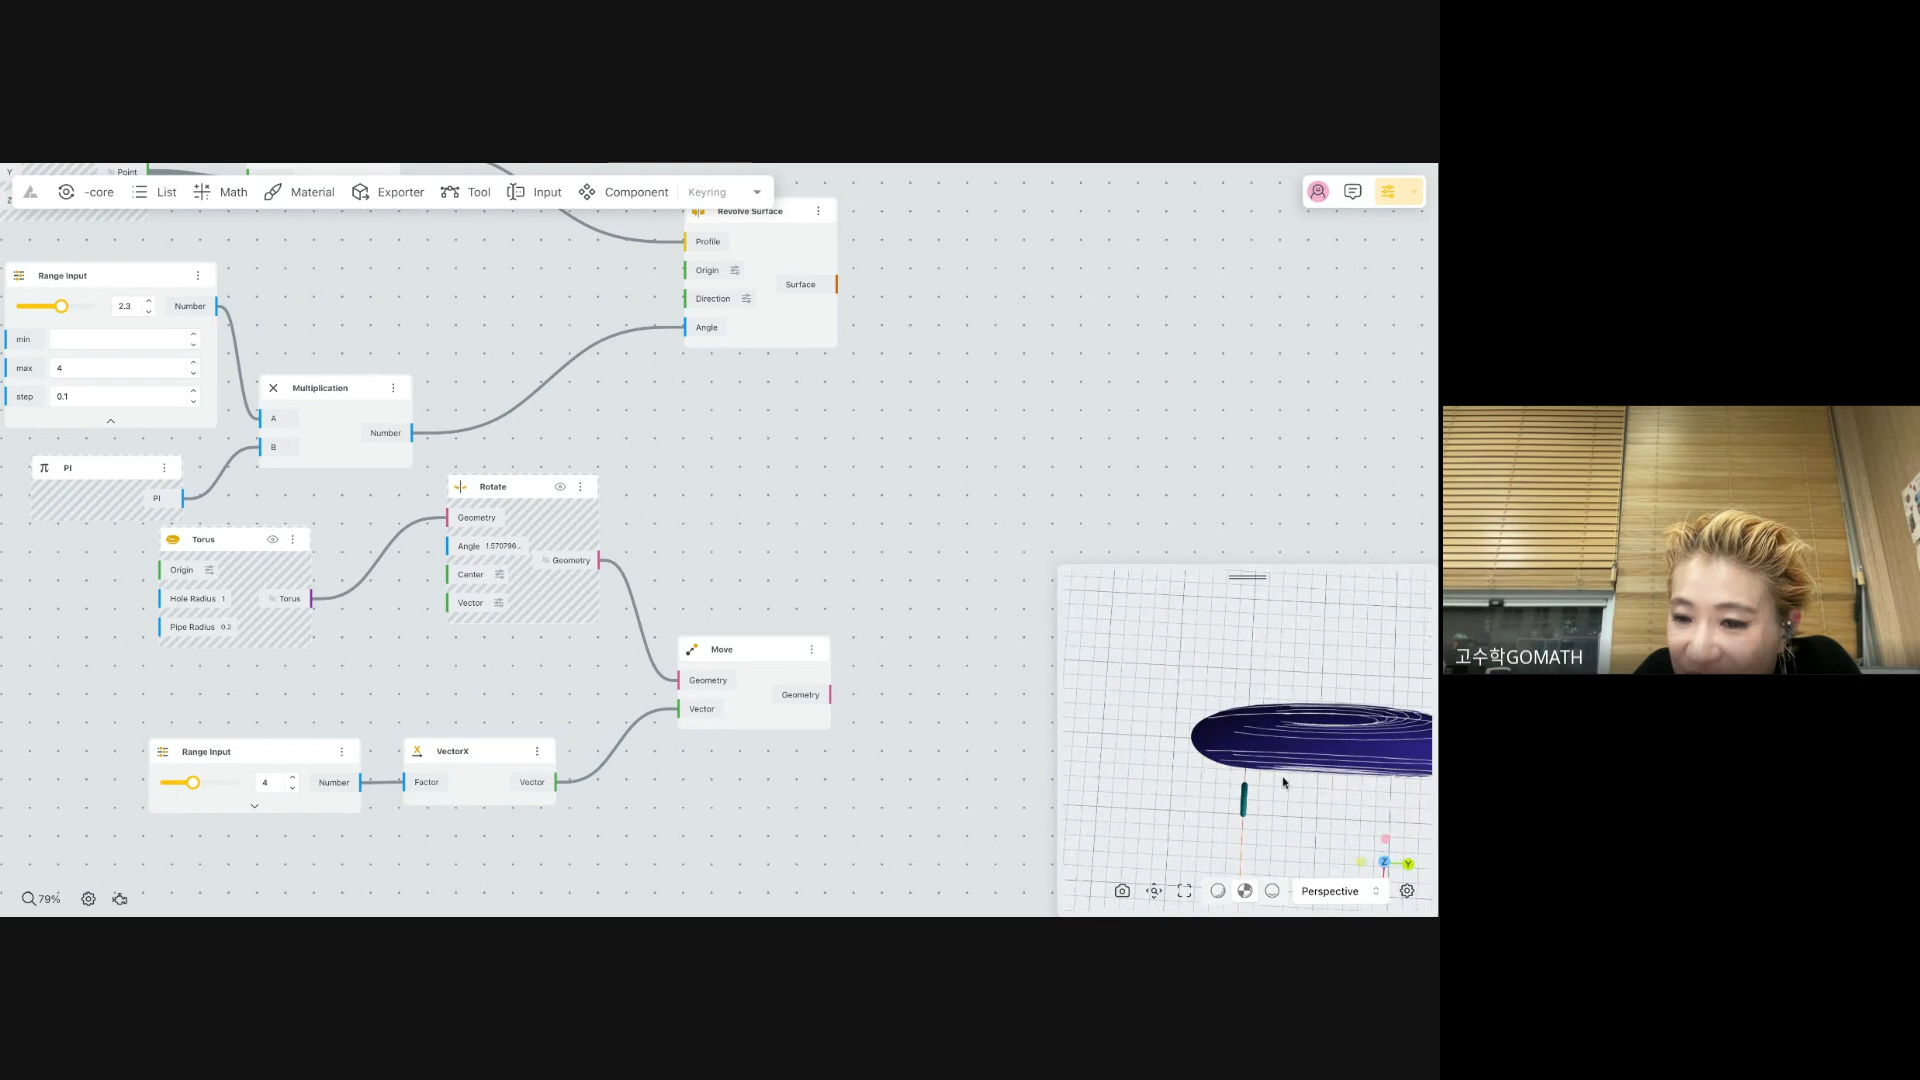 Y
Point
Z
-core
List
Math
Material
Exporter
Tool
Input
Component
Keyring
Revolve Surface
Profile
Origin
Direction
Angle
Surface
Range Input
2.3
Number
min
max
4
step
0.1
Multiplication
A
B
Number
π
PI
PI
Rotate
Geometry
Angle 1.570796...
Center
Vector
Geometry
Torus
Origin
Hole Radius 1
Pipe Radius 0.2
Torus
Move
Geometry
Vector
Geometry
Range Input
4
Number
X
VectorX
Factor
Vector
79%
Z
Y
Perspective
고수학GOMATH